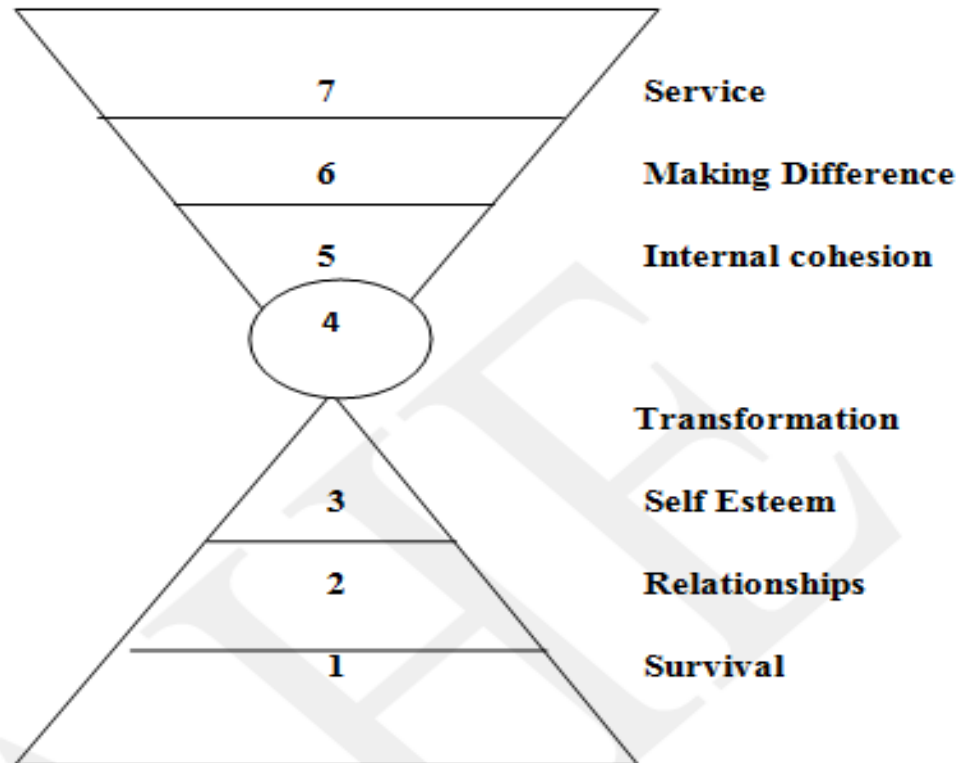 7 Service
6 Making Difference
5 Internal cohesion
4
Transformation
3 Self Esteem
2 Relationships
1 Survival